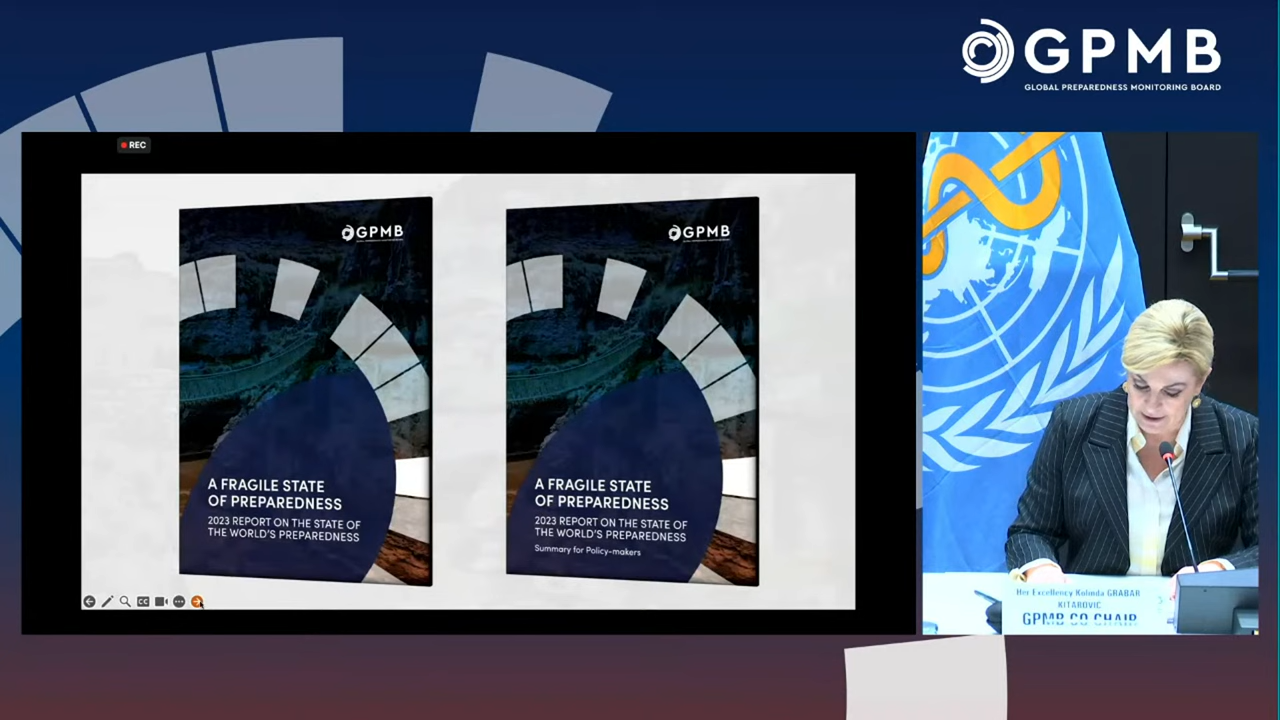 GPMB
GLOBAL PREPAREDNESS MONITORING BOARD
REC
GPMB
A FRAGILE STATE
OF PREPAREDNESS
2023 REPORT ON THE STATE OF
THE WORLD'S PREPAREDNESS
GPMB
A FRAGILE STATE
OF PREPAREDNESS
2023 REPORT ON THE STATE OF
THE WORLD'S PREPAREDNESS
Summary for Policy-makers
CC
Her Excellency Kolinda GRABAR
KITAROVIC
GPMB CO CHAIR